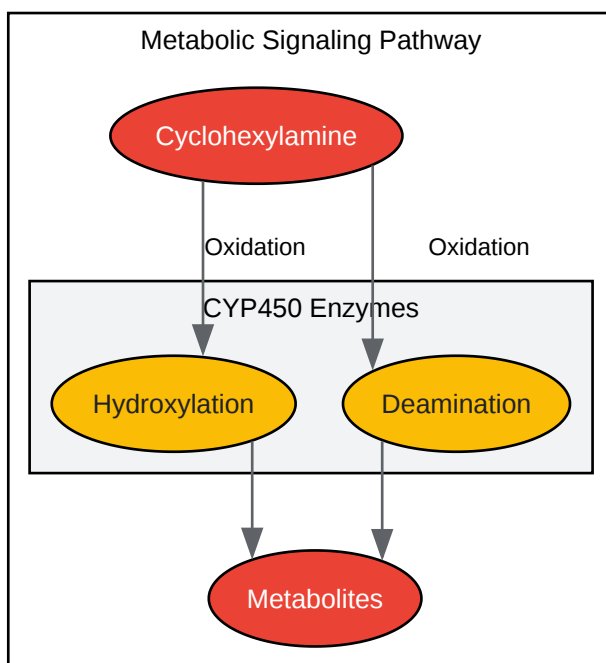 Metabolic Signaling Pathway
Cyclohexylamine
Oxidation
Oxidation
CYP450 Enzymes
Hydroxylation
Deamination
Metabolites